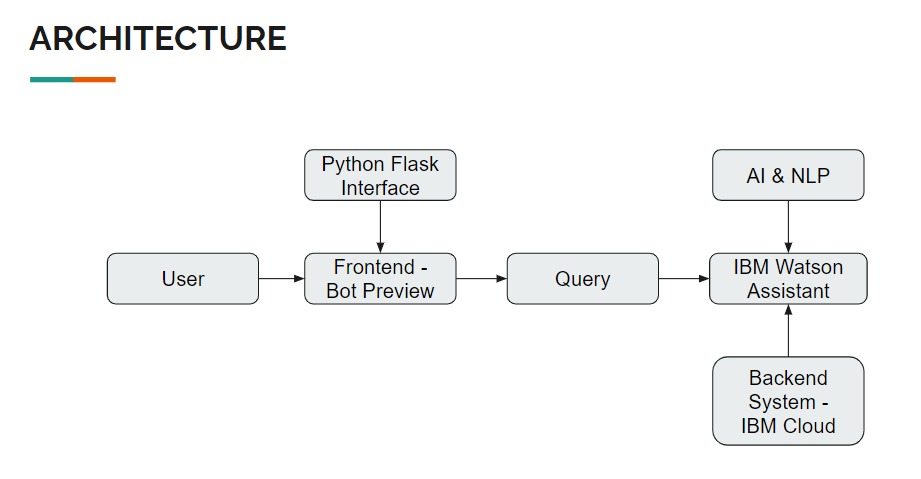 ARCHITECTURE
Python Flask
Interface
AI & NLP
User
Frontend -
Bot Preview
Query
IBM Watson
Assistant
Backend
System -
IBM Cloud